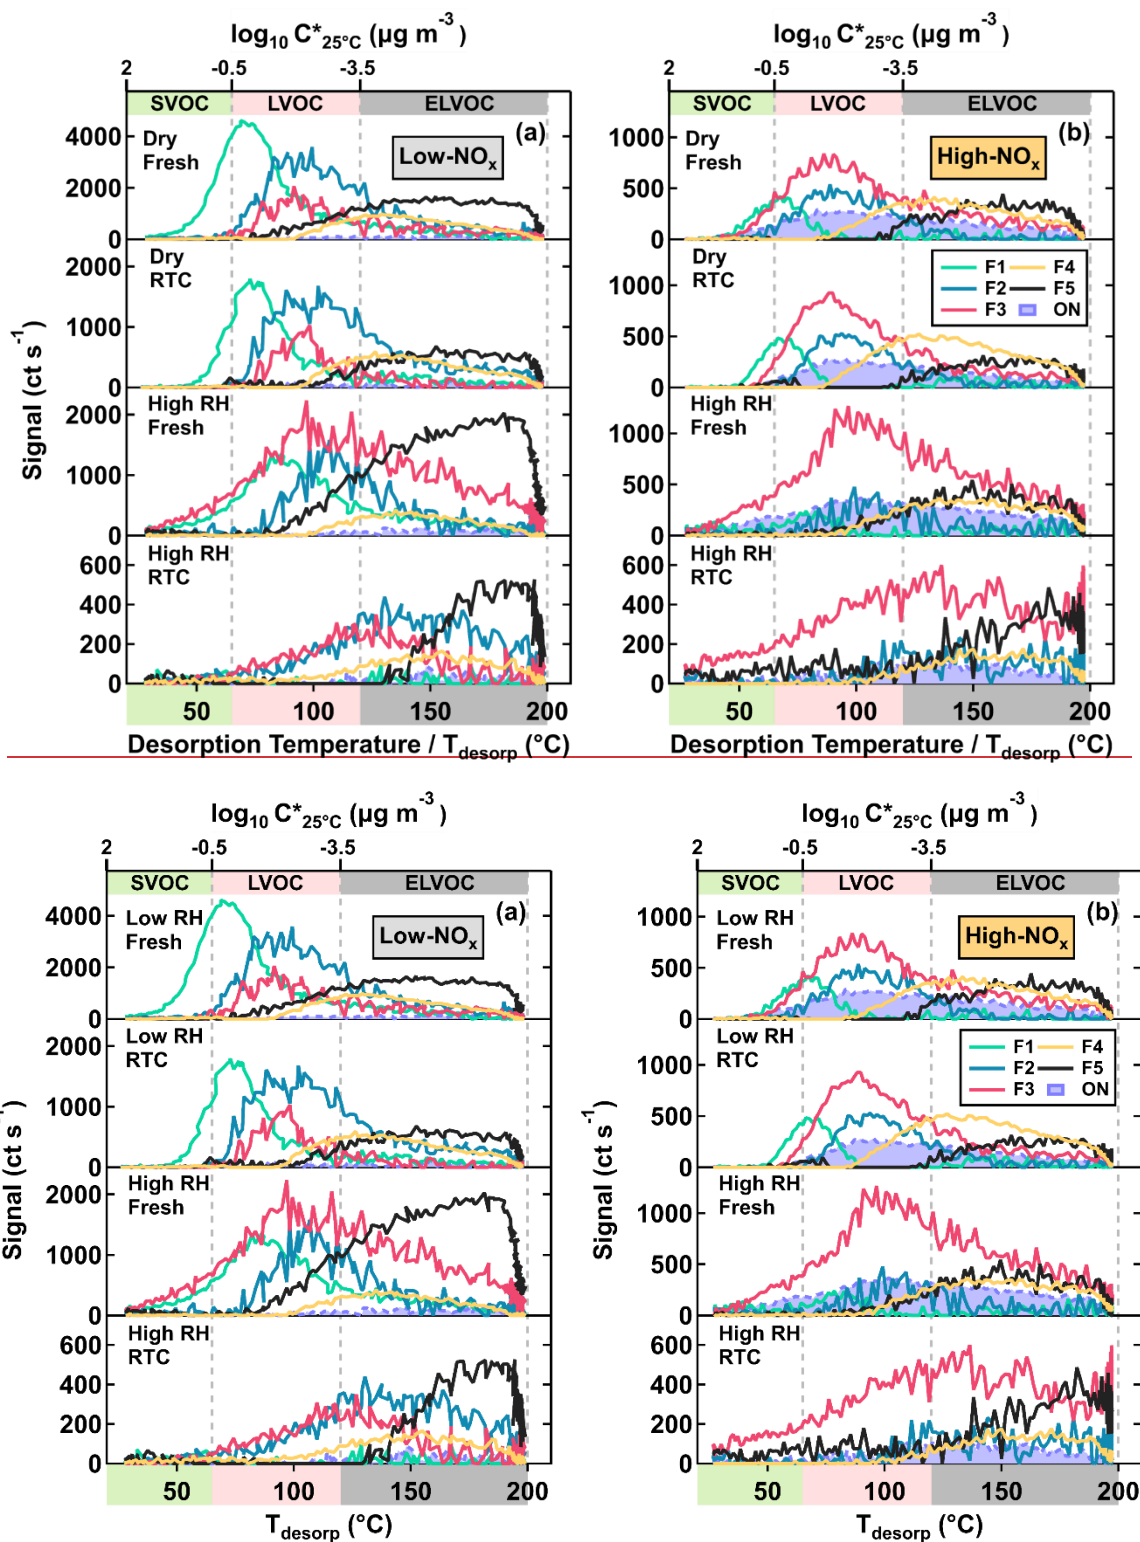 log₁₀ C*₂₅°C (µg m⁻³)
2 -0.5 -3.5
SVOC LVOC ELVOC
Dry
Fresh
(a)
Low-NOₓ
4000
2000
0
Dry
RTC
2000
1000
0
High RH
Fresh
2000
1000
0
High RH
RTC
600
400
200
0
Signal (ct s⁻¹)
50 100 150 200
Desorption Temperature / T_desorp (°C)
log₁₀ C*₂₅°C (µg m⁻³)
2 -0.5 -3.5
SVOC LVOC ELVOC
Dry
Fresh
(b)
High-NOₓ
1000
500
0
Dry
RTC
F1 F4
F2 F5
F3 ON
1000
500
0
High RH
Fresh
1000
500
0
High RH
RTC
600
400
200
0
50 100 150 200
Desorption Temperature / T_desorp (°C)
log₁₀ C*₂₅°C (µg m⁻³)
2 -0.5 -3.5
SVOC LVOC ELVOC
Low RH
Fresh
(a)
Low-NOₓ
4000
2000
0
Low RH
RTC
2000
1000
0
High RH
Fresh
2000
1000
0
High RH
RTC
600
400
200
0
Signal (ct s⁻¹)
50 100 150 200
T_desorp (°C)
log₁₀ C*₂₅°C (µg m⁻³)
2 -0.5 -3.5
SVOC LVOC ELVOC
Low RH
Fresh
(b)
High-NOₓ
1000
500
0
Low RH
RTC
F1 F4
F2 F5
F3 ON
1000
500
0
High RH
Fresh
1000
500
0
High RH
RTC
600
400
200
0
Signal (ct s⁻¹)
50 100 150 200
T_desorp (°C)